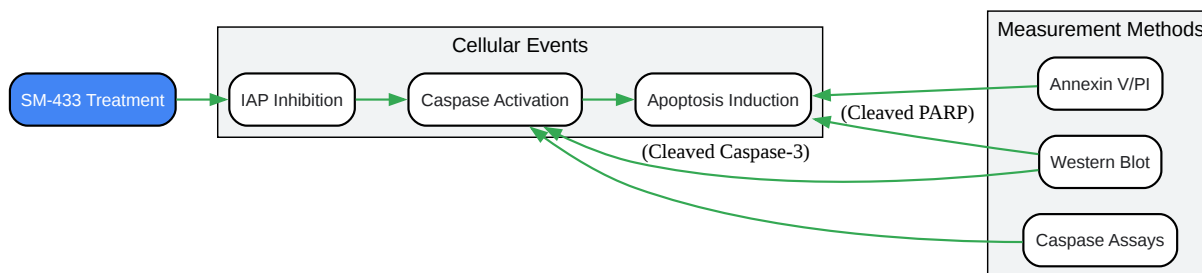 Cellular Events
Measurement Methods
SM-433 Treatment
IAP Inhibition
Caspase Activation
Apoptosis Induction
Annexin V/PI
(Cleaved PARP)
(Cleaved Caspase-3)
Western Blot
Caspase Assays